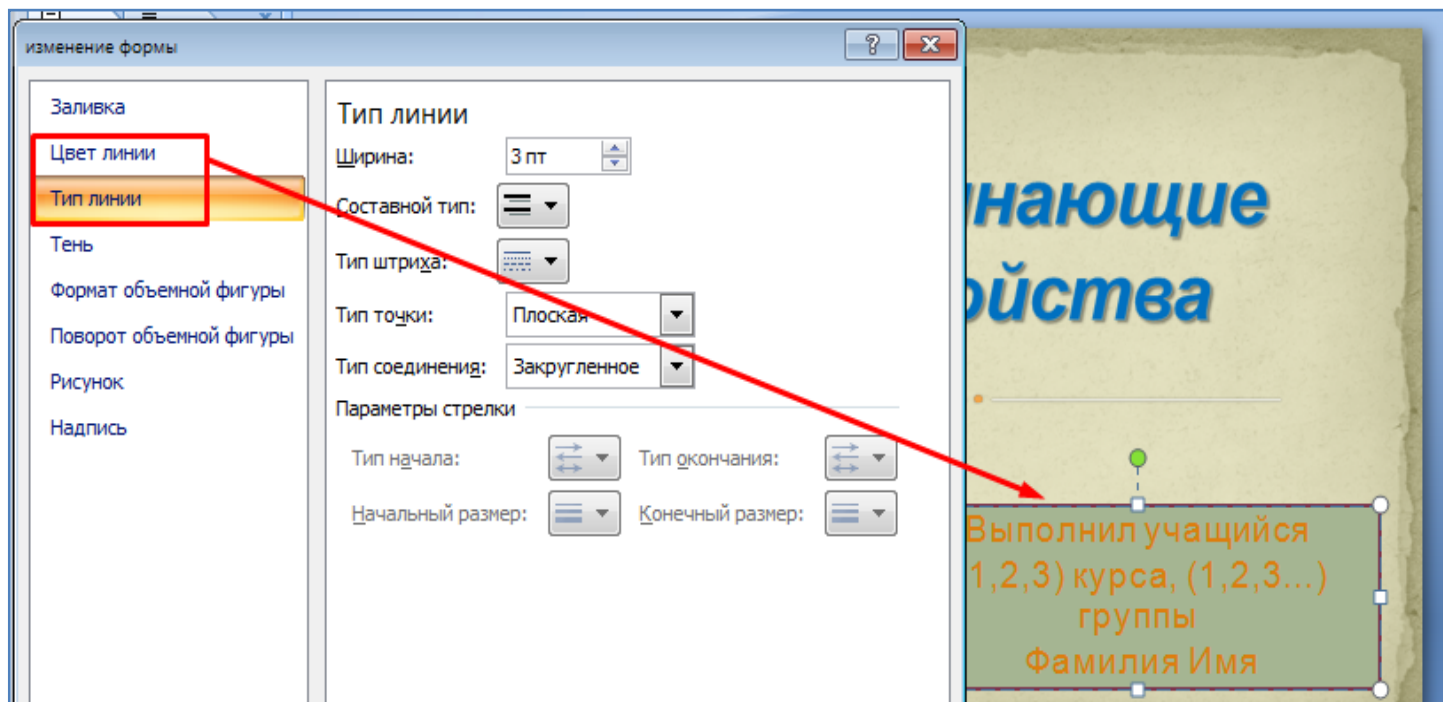 изменение формы
Заливка
Цвет линии
Тип линии
Тень
Формат объемной фигуры
Поворот объемной фигуры
Рисунок
Надпись
Тип линии
Ширина: 3 пт
Составной тип:
Тип штриха:
Тип точки: Плоская
Тип соединения: Закругленное
Параметры стрелки
Тип начала: Тип окончания:
Начальный размер: Конечный размер:
нающие
ойства
Выполнил учащийся
1,2,3) курса, (1,2,3...)
группы
Фамилия Имя